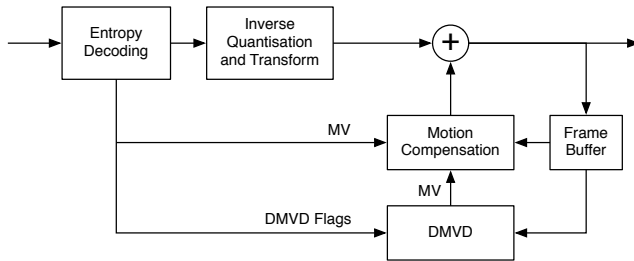 Entropy
Decoding
Inverse
Quantisation
and Transform
+
MV
Motion
Compensation
Frame
Buffer
MV
DMVD Flags
DMVD